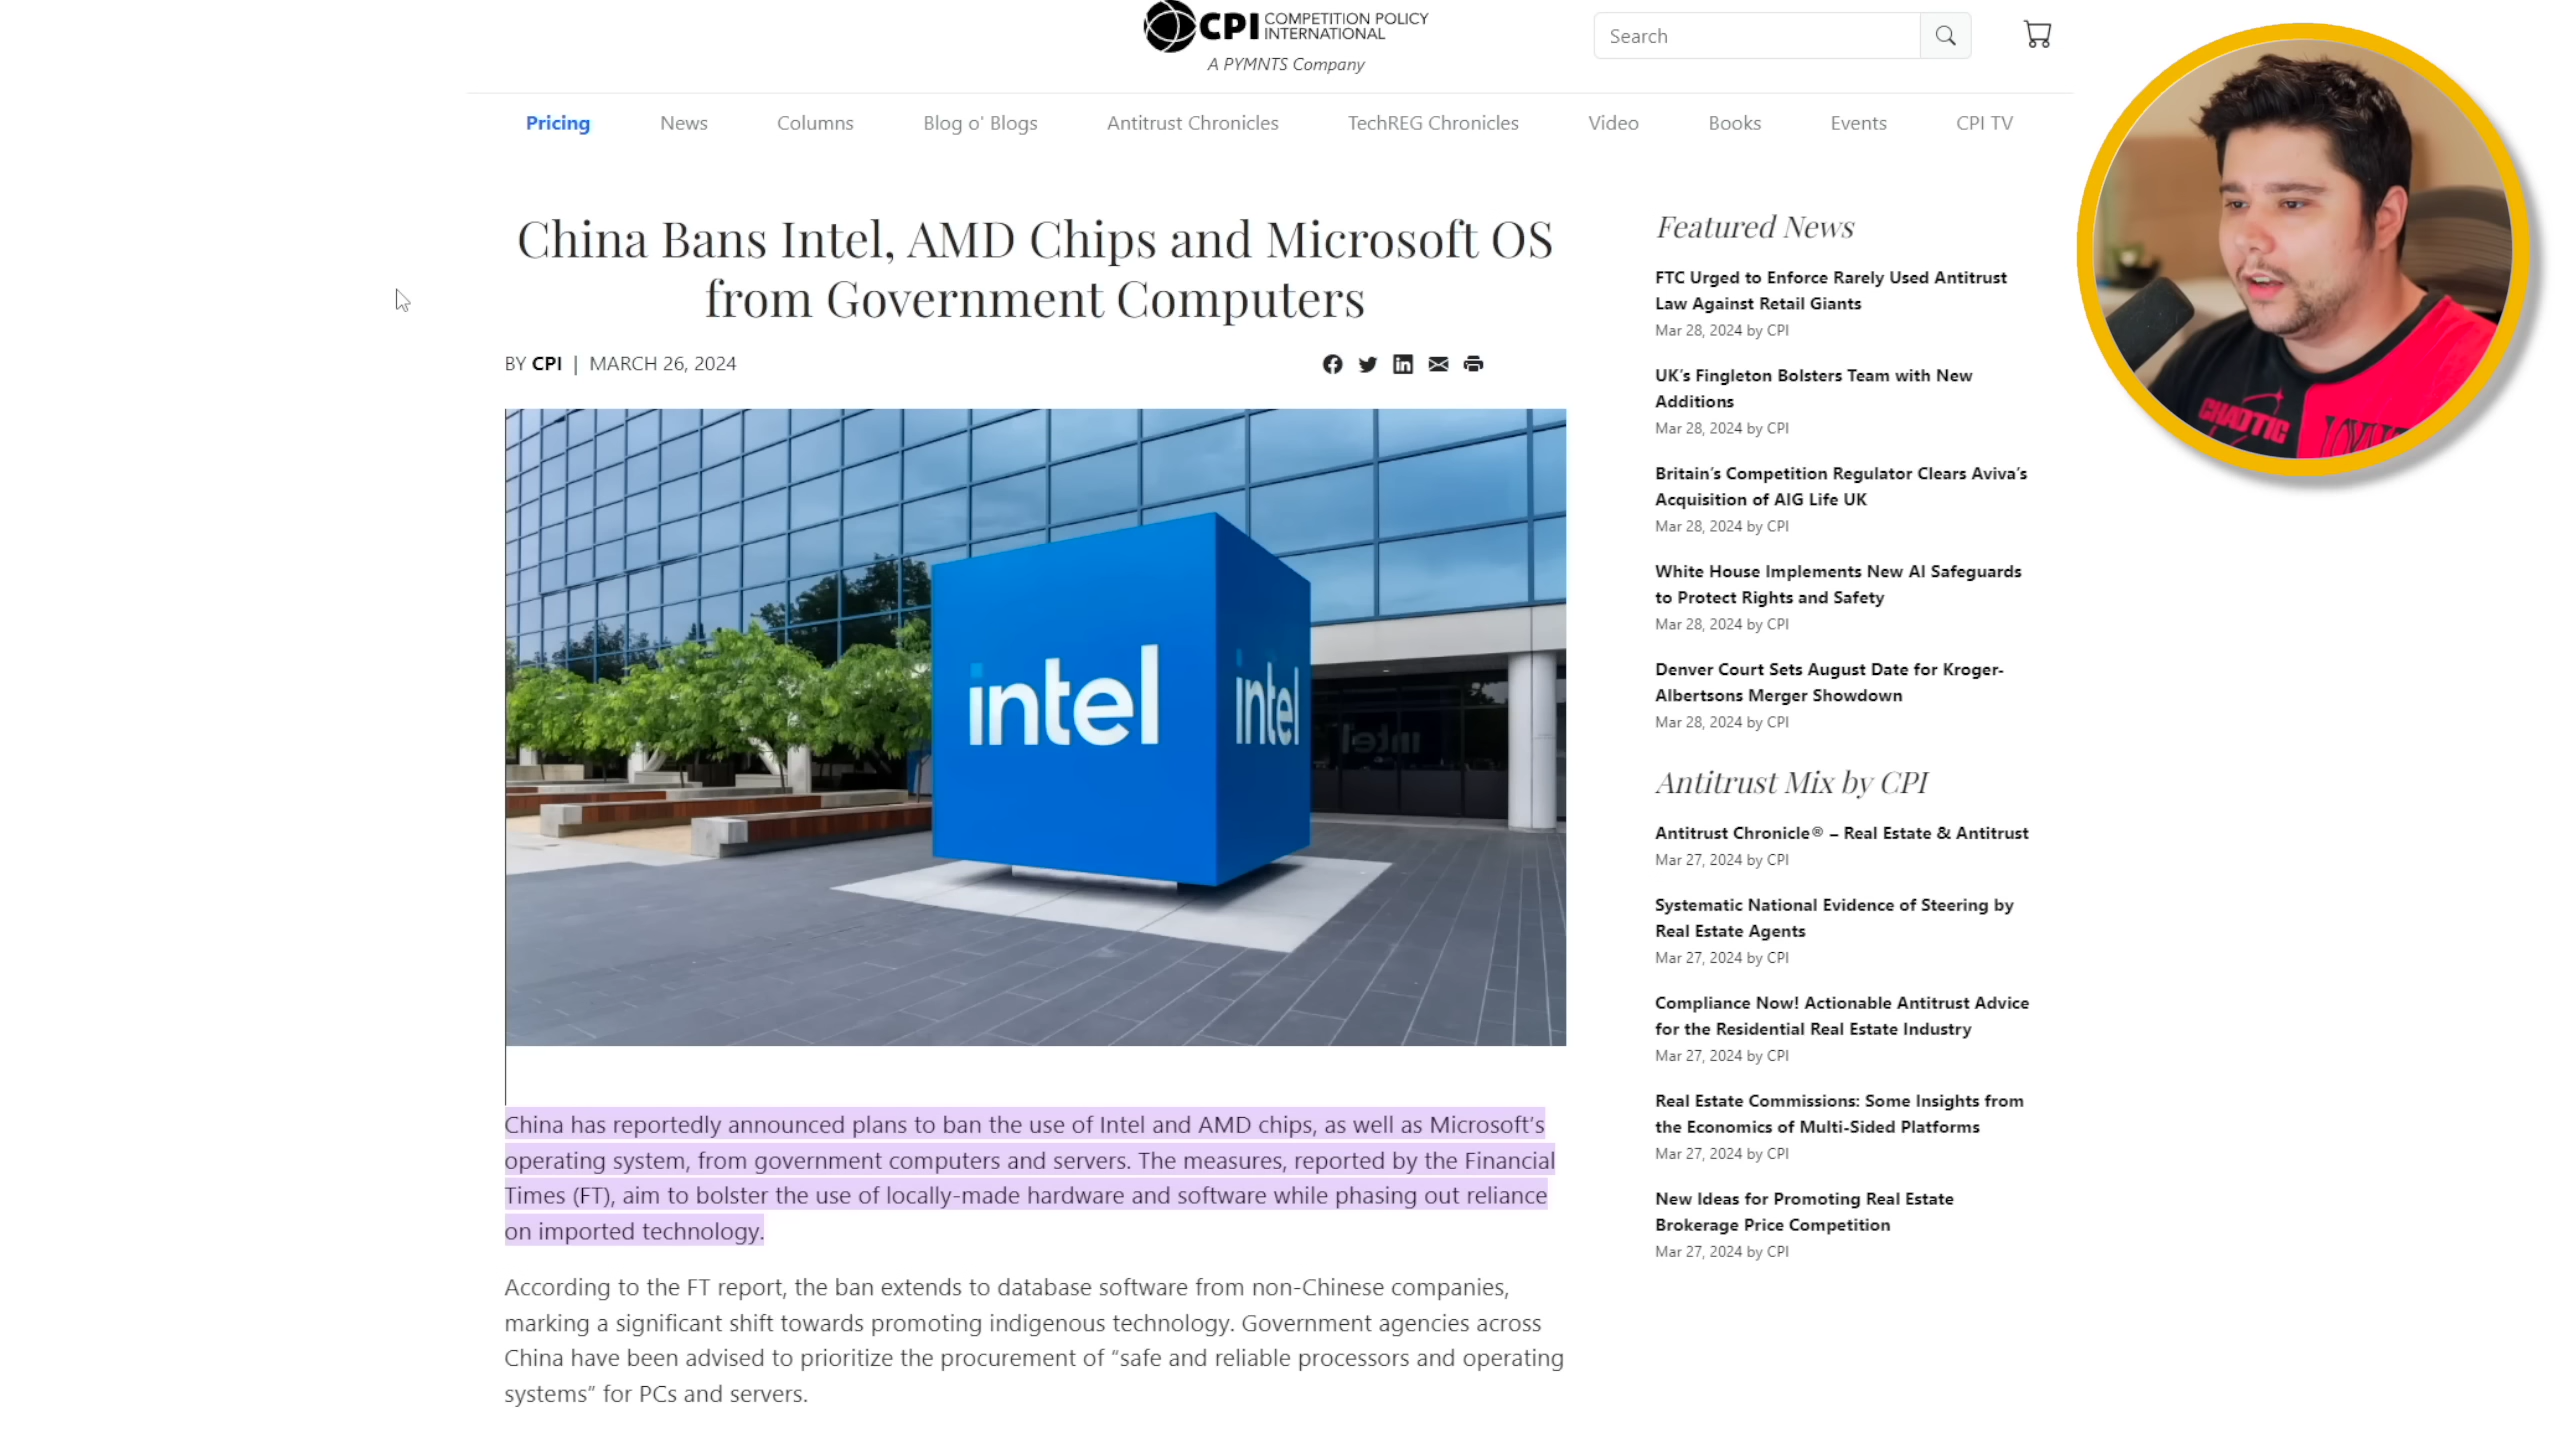 CPI COMPETITION POLICY
INTERNATIONAL
A PYMNTS Company
Search
Pricing News Columns Blog o' Blogs Antitrust Chronicles TechREG Chronicles Video Books Events CPI TV
China Bans Intel, AMD Chips and Microsoft OS
from Government Computers
BY CPI | MARCH 26, 2024
intel
intel
intel
China has reportedly announced plans to ban the use of Intel and AMD chips, as well as Microsoft's
operating system, from government computers and servers. The measures, reported by the Financial
Times (FT), aim to bolster the use of locally-made hardware and software while phasing out reliance
on imported technology.
According to the FT report, the ban extends to database software from non-Chinese companies,
marking a significant shift towards promoting indigenous technology. Government agencies across
China have been advised to prioritize the procurement of “safe and reliable processors and operating
systems” for PCs and servers.
Featured News
FTC Urged to Enforce Rarely Used Antitrust
Law Against Retail Giants
Mar 28, 2024 by CPI
UK's Fingleton Bolsters Team with New
Additions
Mar 28, 2024 by CPI
Britain's Competition Regulator Clears Aviva's
Acquisition of AIG Life UK
Mar 28, 2024 by CPI
White House Implements New AI Safeguards
to Protect Rights and Safety
Mar 28, 2024 by CPI
Denver Court Sets August Date for Kroger-
Albertsons Merger Showdown
Mar 28, 2024 by CPI
Antitrust Mix by CPI
Antitrust Chronicle® – Real Estate & Antitrust
Mar 27, 2024 by CPI
Systematic National Evidence of Steering by
Real Estate Agents
Mar 27, 2024 by CPI
Compliance Now! Actionable Antitrust Advice
for the Residential Real Estate Industry
Mar 27, 2024 by CPI
Real Estate Commissions: Some Insights from
the Economics of Multi-Sided Platforms
Mar 27, 2024 by CPI
New Ideas for Promoting Real Estate
Brokerage Price Competition
Mar 27, 2024 by CPI
CHAOTIC